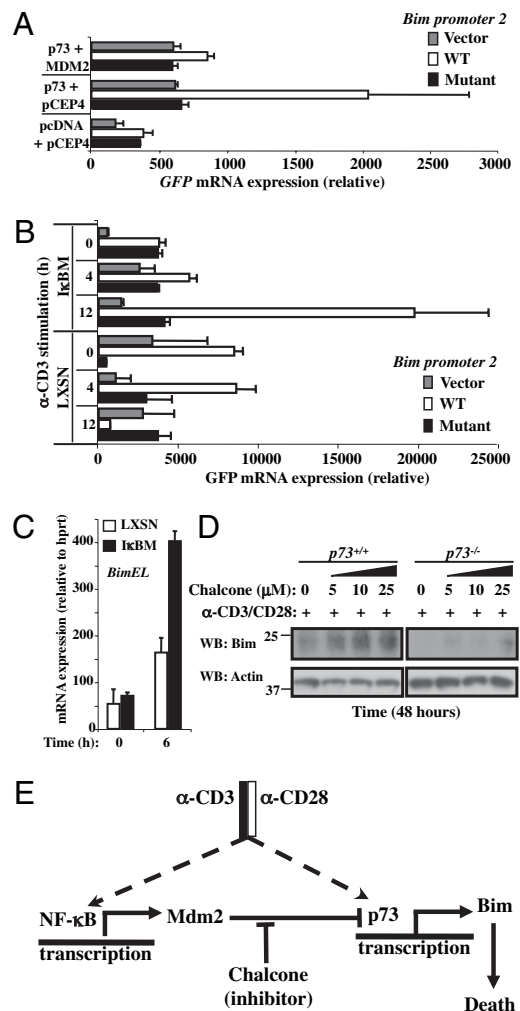 A
Bim promoter 2
Vector
WT
Mutant
p73 +
MDM2
p73 +
pCEP4
pcDNA
+ pCEP4
0 500 1000 1500 2000 2500 3000
GFP mRNA expression (relative)
B
α-CD3 stimulation (h)
IκBM
LXSN
0
4
12
0
4
12
Bim promoter 2
Vector
WT
Mutant
0 5000 10000 15000 20000 25000
GFP mRNA expression (relative)
C
LXSN
IκBM
BimEL
mRNA expression (relative to hprt)
400
300
200
100
0
Time (h): 0 6
D
p73+/+ p73-/-
Chalcone (μM): 0 5 10 25 0 5 10 25
α-CD3/CD28: + + + + + + + +
WB: Bim 25
WB: Actin
37
Time (48 hours)
E
α-CD3 α-CD28
NF-κB Mdm2 p73 Bim
transcription transcription
Chalcone
(inhibitor)
Death